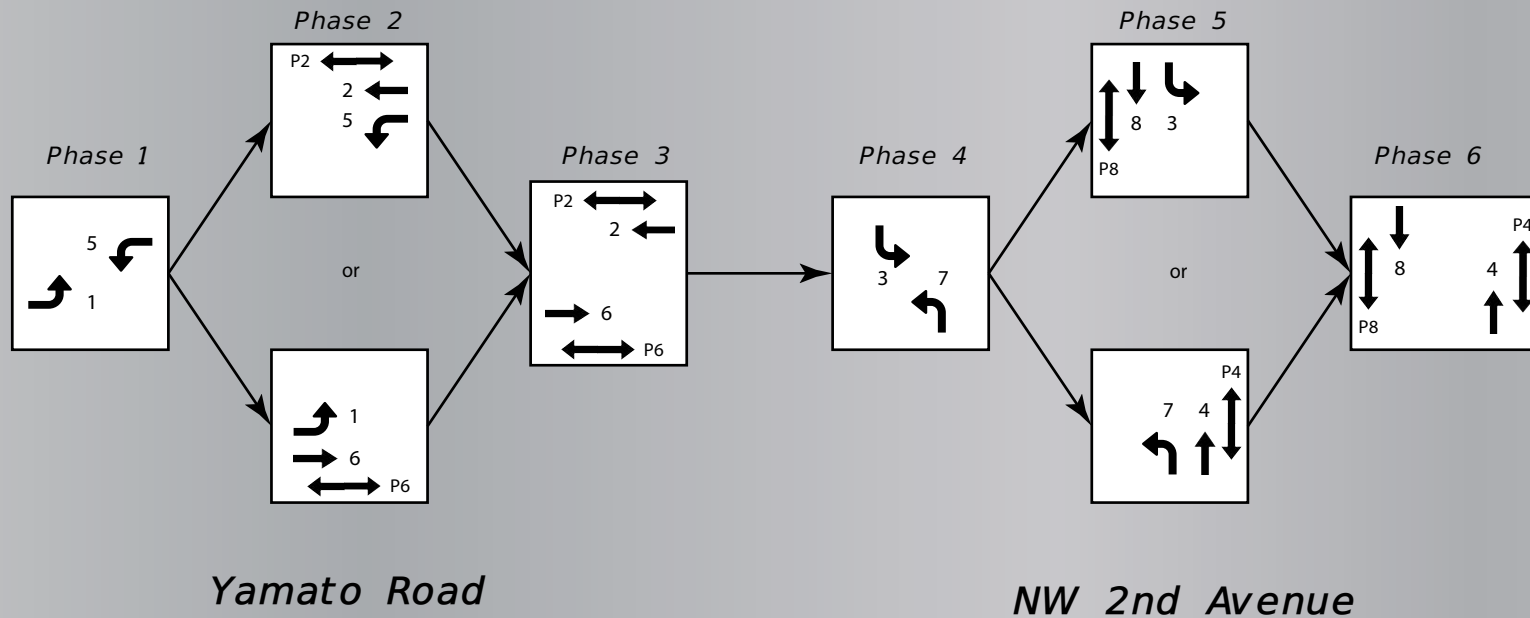 Phase 1
5
1
Phase 2
P2
2
5
or
1
6
P6
Phase 3
P2
2
6
P6
Phase 4
3 7
Phase 5
8 3
P8
or
P4
7 4
Phase 6
P4
8 4
P8
Yamato Road
NW 2nd Avenue